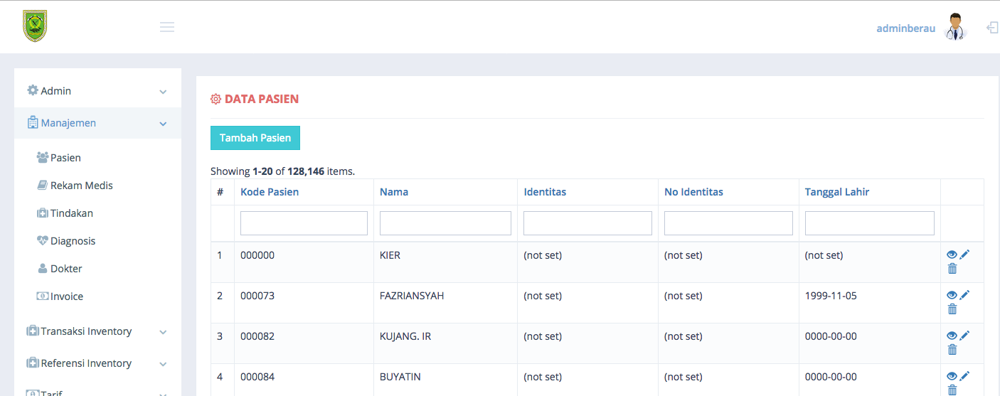 adminberau
Admin
Manajemen
Pasien
Rekam Medis
Tindakan
Diagnosis
Dokter
Invoice
Transaksi Inventory
Referensi Inventory
Tarif
DATA PASIEN
Tambah Pasien
Showing 1-20 of 128,146 items.
# Kode Pasien Nama Identitas No Identitas Tanggal Lahir
1 000000 KIER (not set) (not set) (not set)
2 000073 FAZRIANSYAH (not set) (not set) 1999-11-05
3 000082 KUJANG. IR (not set) (not set) 0000-00-00
4 000084 BUYATIN (not set) (not set) 0000-00-00